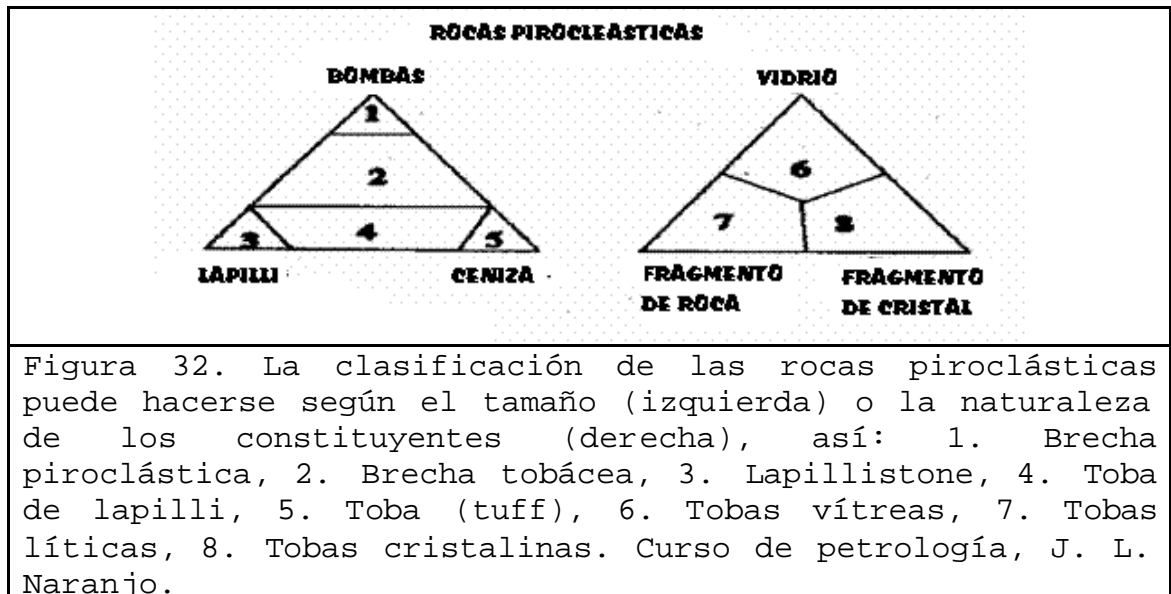 ROCAS PIROCLEASTICAS
BOMBAS
VIDRIO
1
2
3
4
5
6
7
8
LAPILLI
CENIZA
FRAGMENTO
DE ROCA
FRAGMENTO
DE CRISTAL
Figura 32. La clasificación de las rocas piroclásticas
puede hacerse según el tamaño (izquierda) o la naturaleza
de los constituyentes (derecha), así: 1. Brecha
piroclástica, 2. Brecha tobácea, 3. Lapillistone, 4. Toba
de lapilli, 5. Toba (tuff), 6. Tobas vítreas, 7. Tobas
líticas, 8. Tobas cristalinas. Curso de petrología, J. L.
Naranjo.